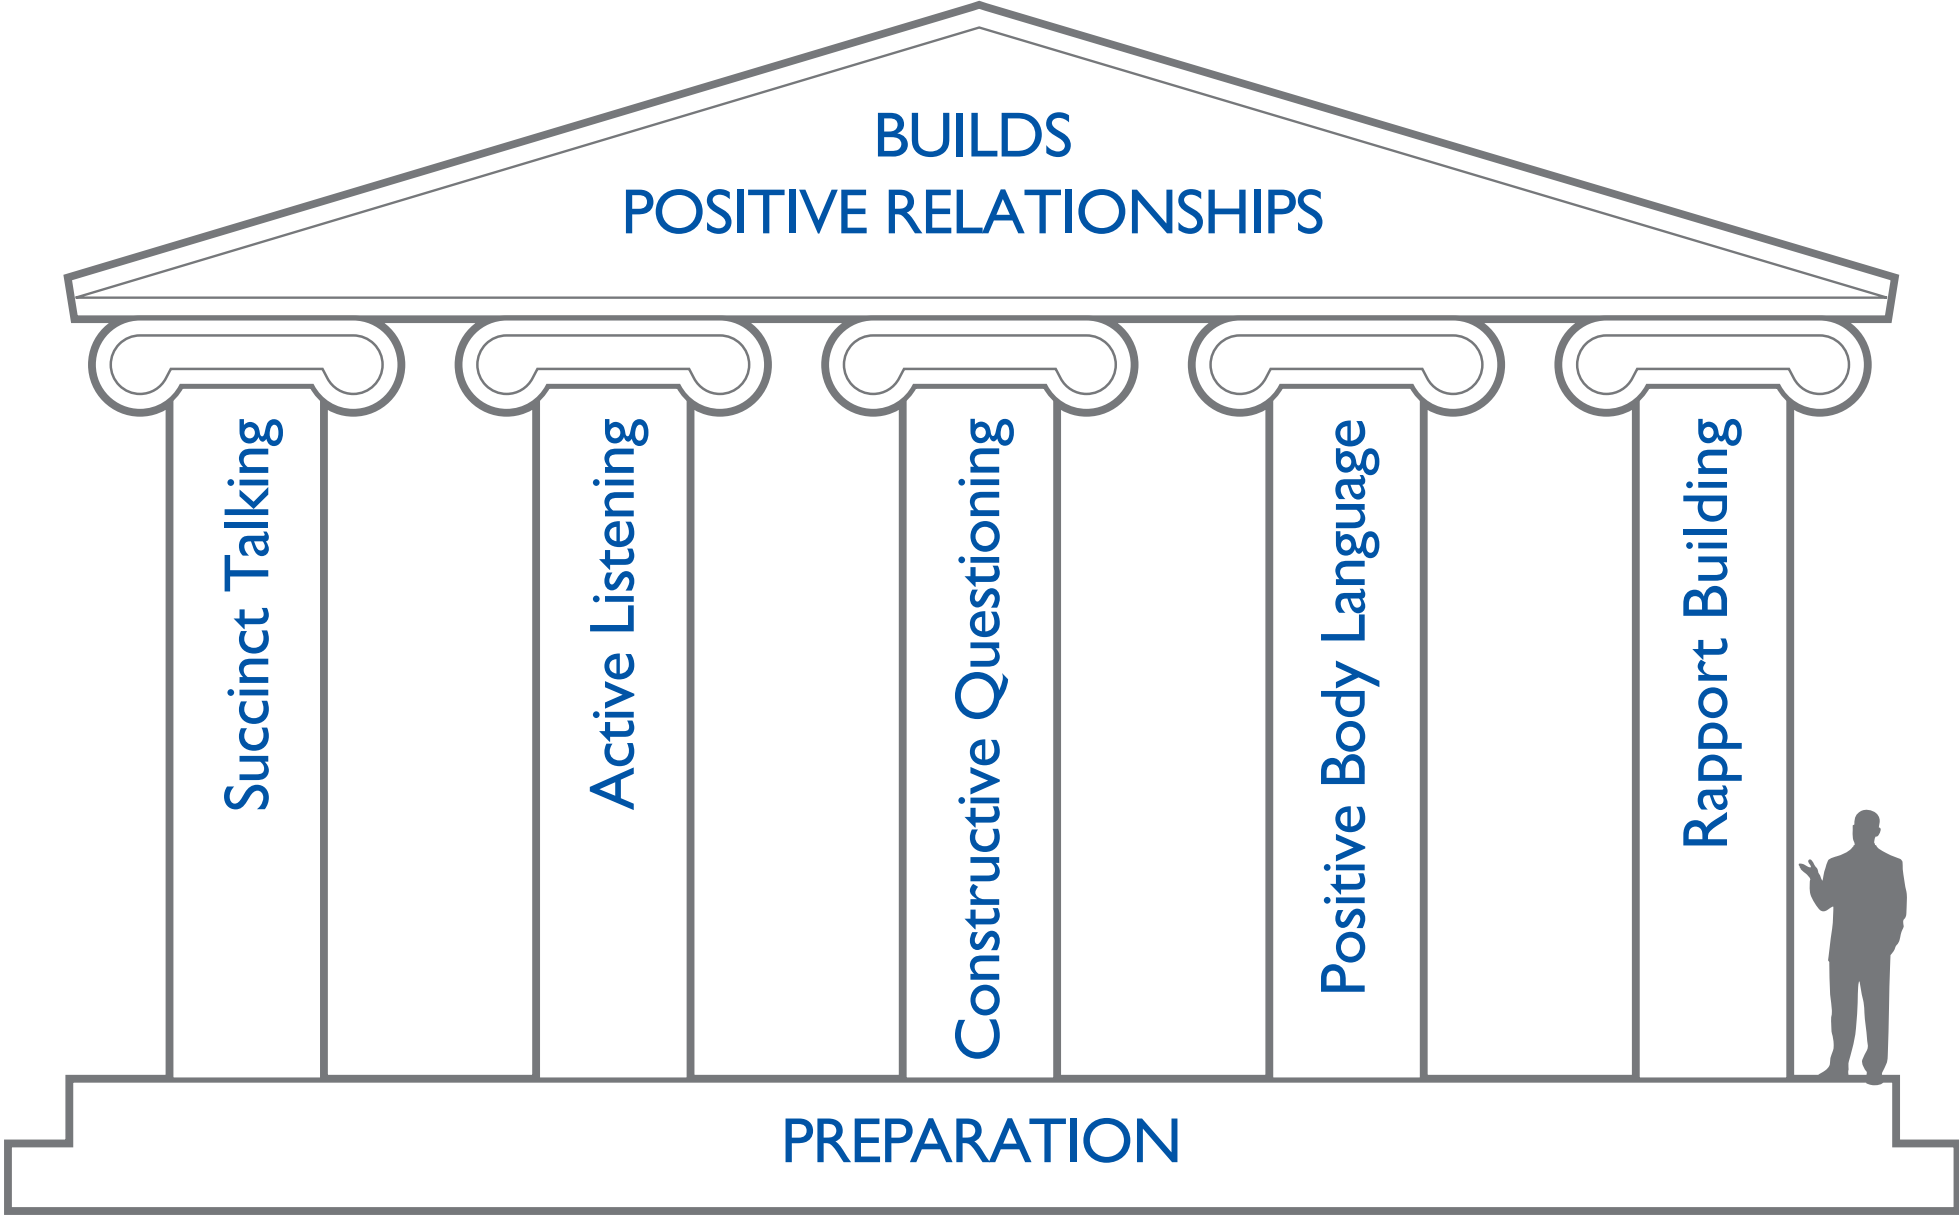 BUILDS
POSITIVE RELATIONSHIPS
Succinct Talking
Active Listening
Constructive Questioning
Positive Body Language
Rapport Building
PREPARATION